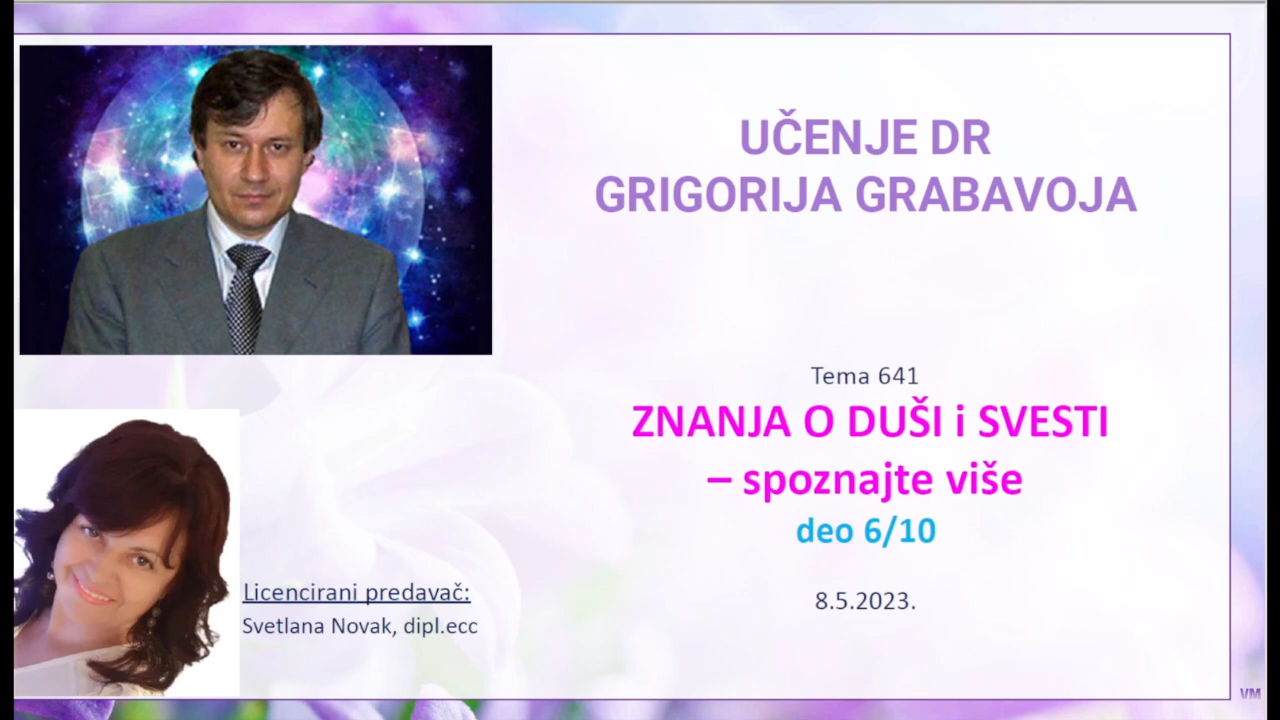 UČENJE DR
GRIGORIJA GRABAVOJA
Tema 641
ZNANJA O DUŠI i SVESTI
– spoznajte više
deo 6/10
8.5.2023.
Licencirani predavač:
Svetlana Novak, dipl.ecc
VM